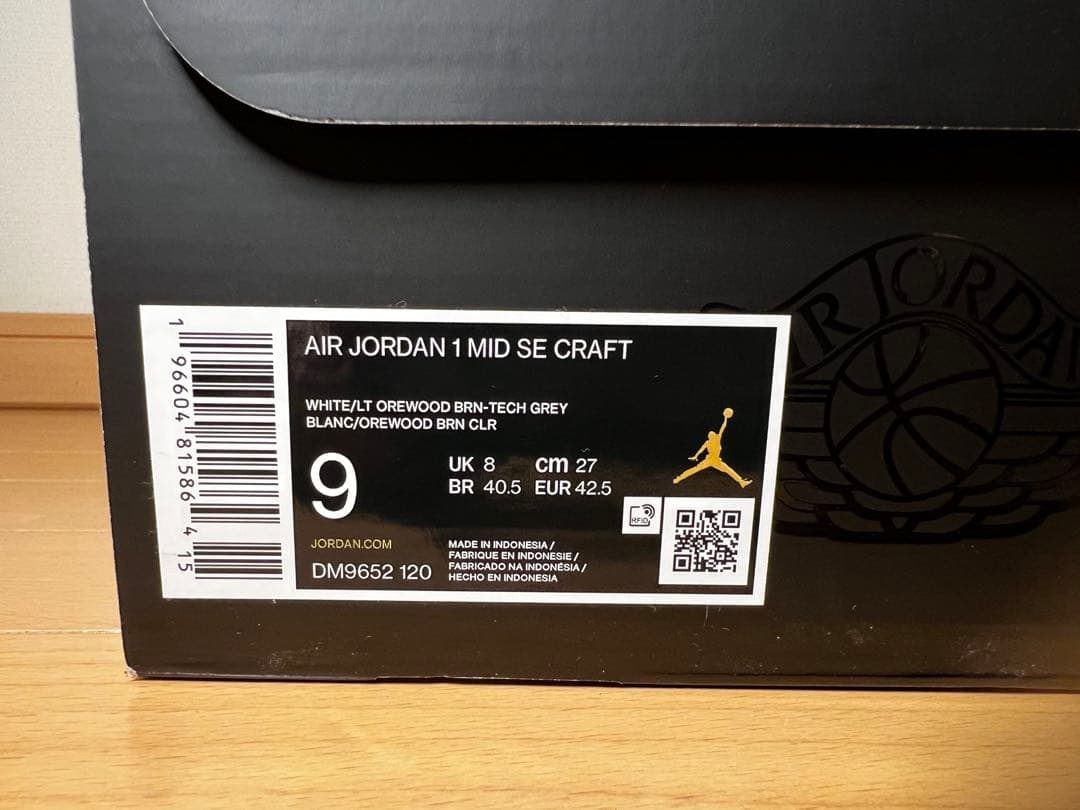 AIR JORDAN
1 96604 81586 4 15
AIR JORDAN 1 MID SE CRAFT
WHITE/LT OREWOOD BRN-TECH GREY
BLANC/OREWOOD BRN CLR
9
UK 8 cm 27
BR 40.5 EUR 42.5
RFID
JORDAN.COM
DM9652 120
MADE IN INDONESIA /
FABRIQUE EN INDONESIE /
FABRICADO NA INDONÉSIA /
HECHO EN INDONESIA